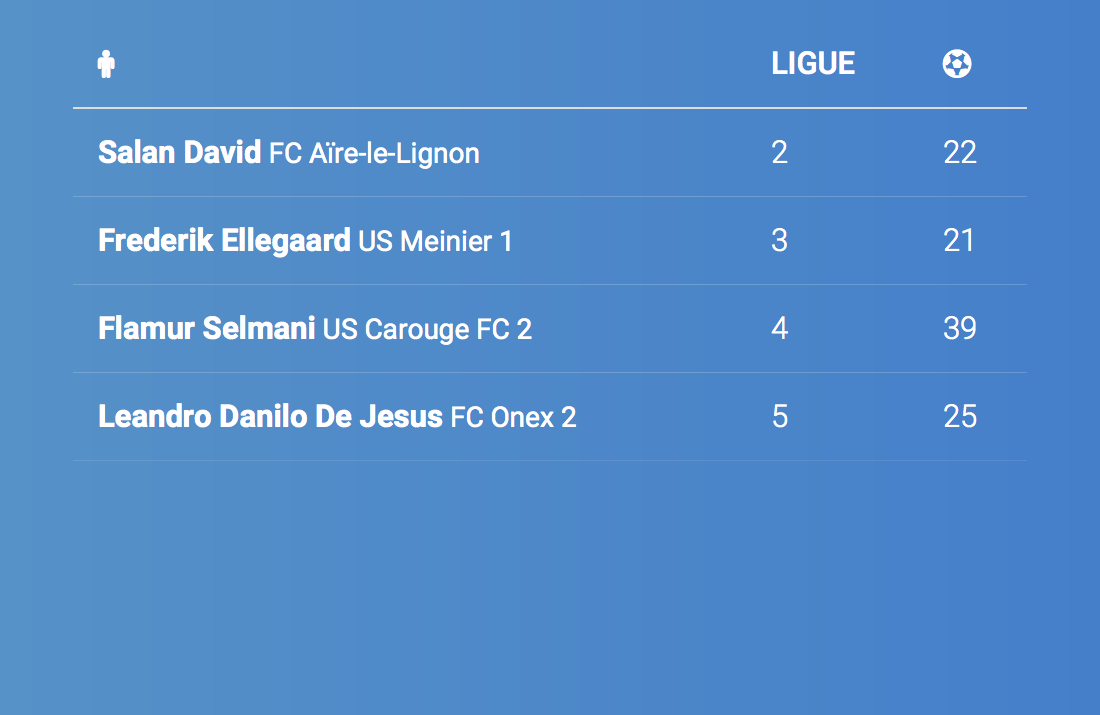 LIGUE
Salan David FC Aïre-le-Lignon 2 22
Frederik Ellegaard US Meinier 1 3 21
Flamur Selmani US Carouge FC 2 4 39
Leandro Danilo De Jesus FC Onex 2 5 25